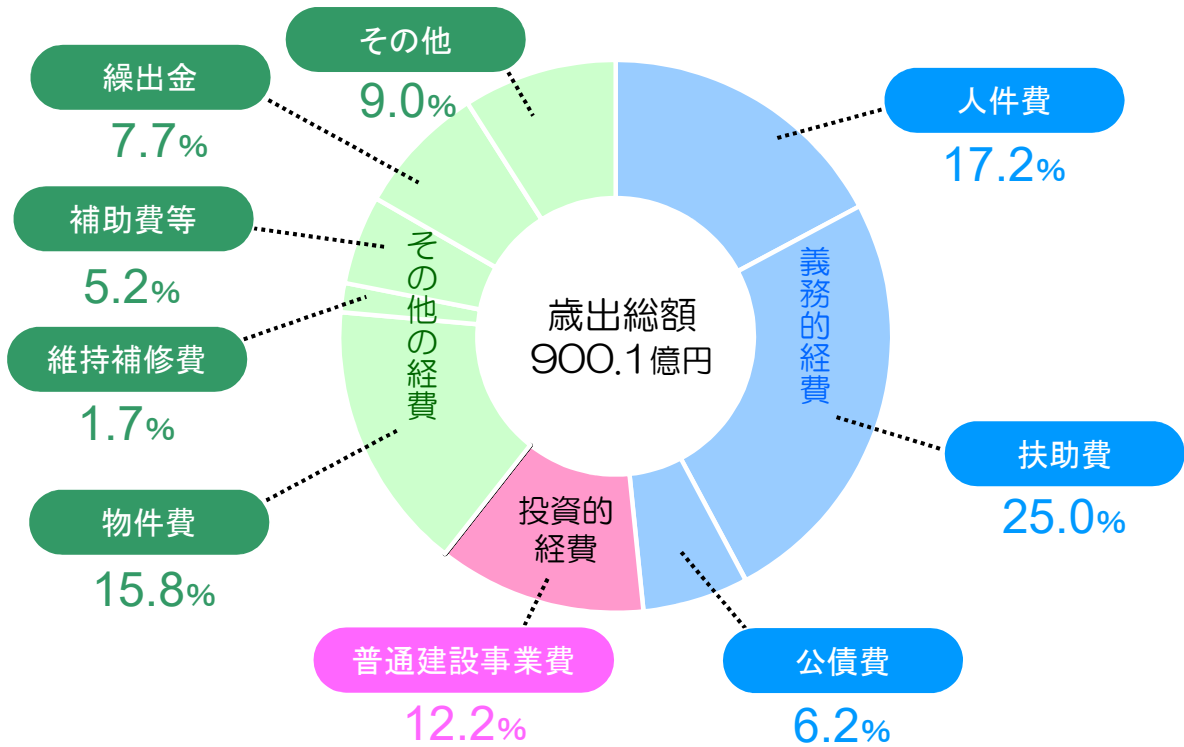 その他
9.0%
繰出金
7.7%
補助費等
5.2%
維持補修費
1.7%
物件費
15.8%
その他の経費
人件費
17.2%
義務的経費
扶助費
25.0%
公債費
6.2%
投資的
経費
普通建設事業費
12.2%
歳出総額
900.1億円